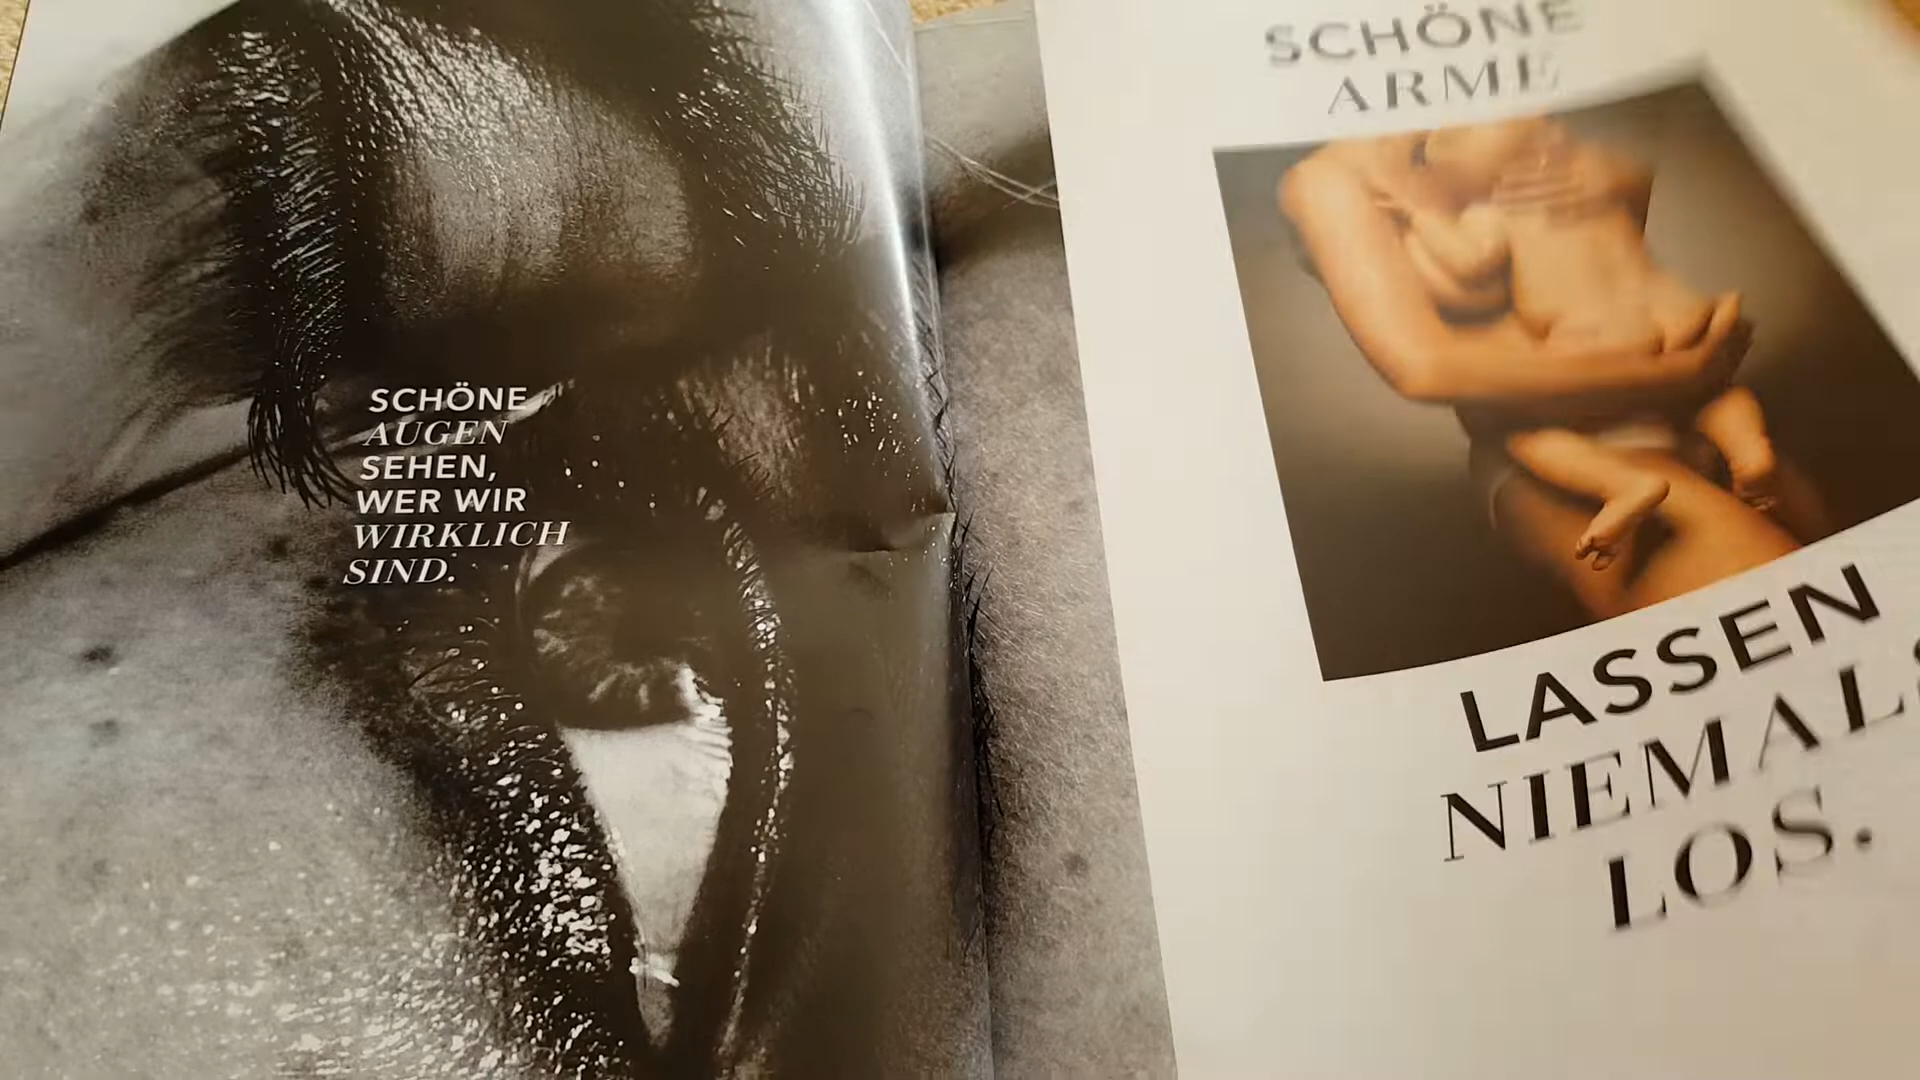 SCHÖNE
AUGEN
SEHEN,
WER WIR
WIRKLICH
SIND.
SCHÖNE
ARME
LASSEN
NIEMALS
LOS.